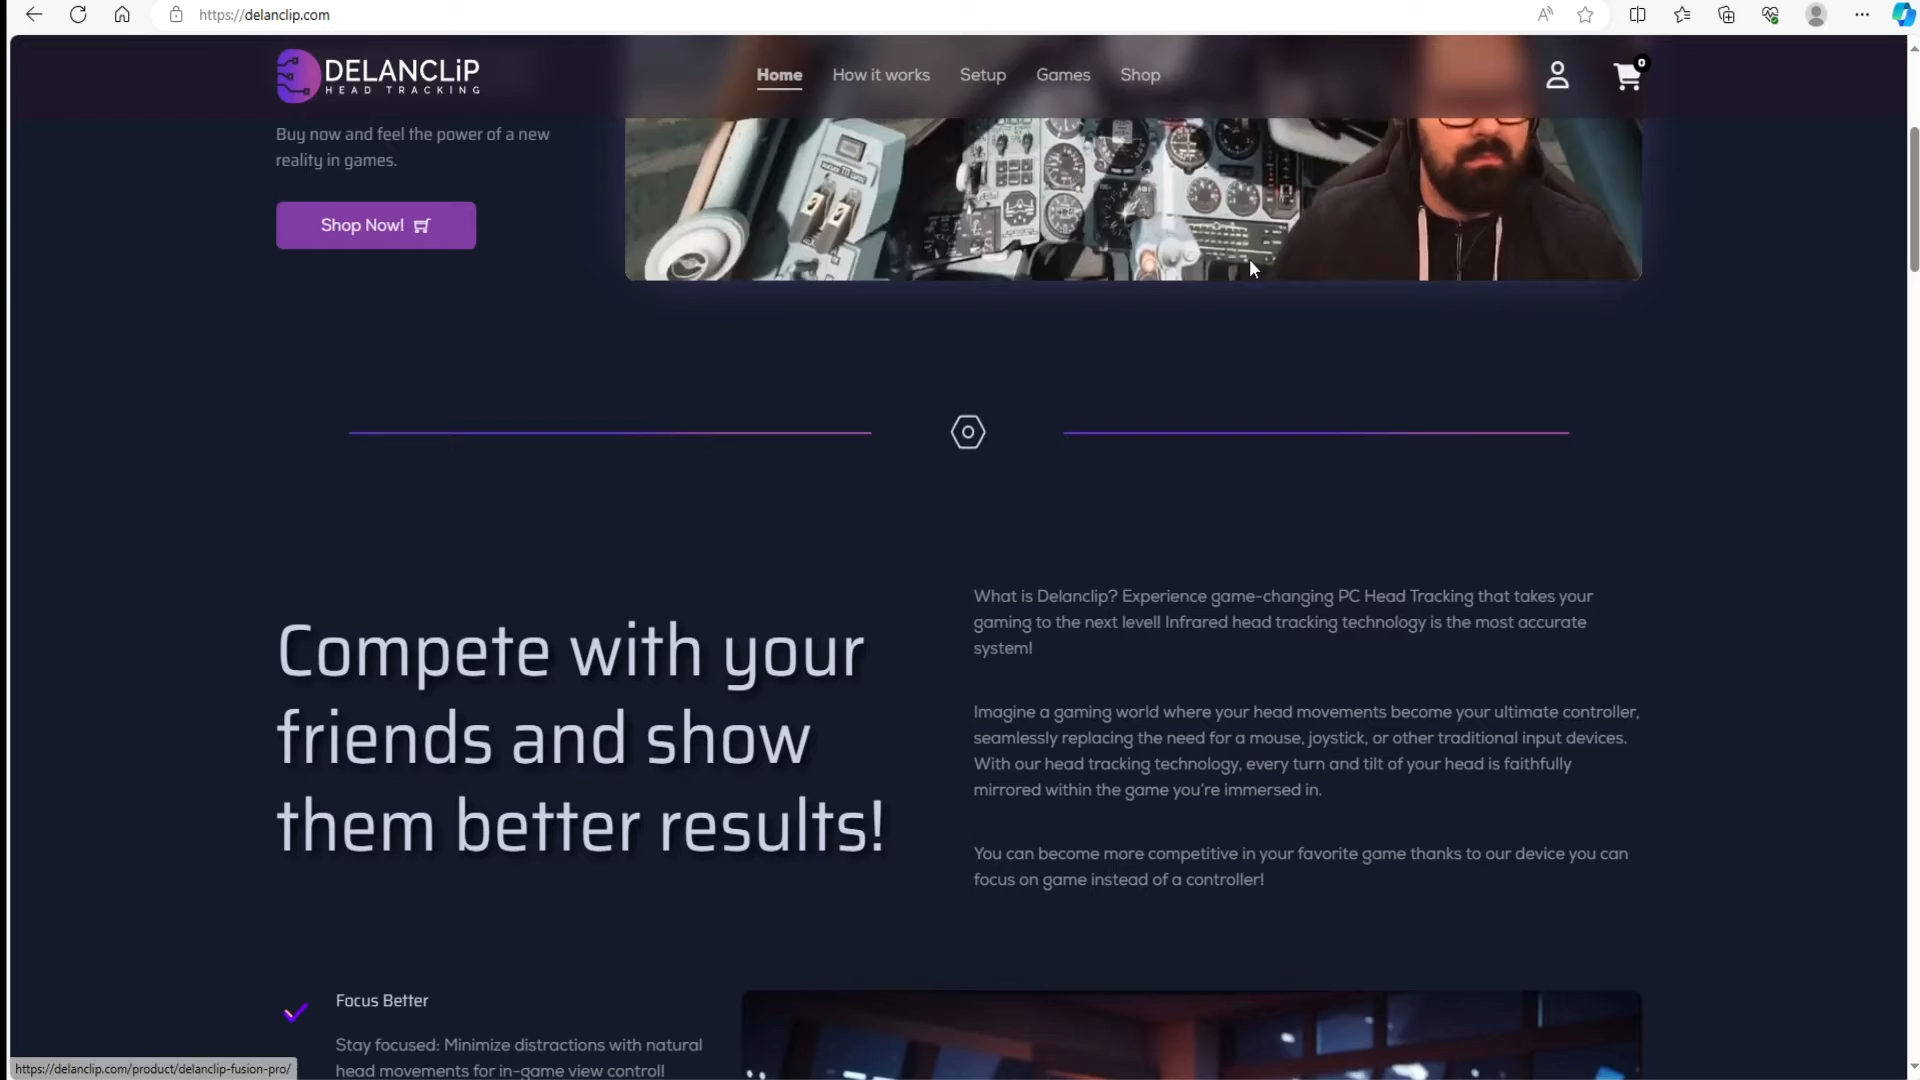 https://delanclip.com
DELANCLiP
HEAD TRACKING
Home
How it works
Setup
Games
Shop
0
Buy now and feel the power of a new
reality in games.
Shop Now!
Compete with your
friends and show
them better results!
What is Delanclip? Experience game-changing PC Head Tracking that takes your
gaming to the next level! Infrared head tracking technology is the most accurate
system!
Imagine a gaming world where your head movements become your ultimate controller,
seamlessly replacing the need for a mouse, joystick, or other traditional input devices.
With our head tracking technology, every turn and tilt of your head is faithfully
mirrored within the game you're immersed in.
You can become more competitive in your favorite game thanks to our device you can
focus on game instead of a controller!
Focus Better
Stay focused: Minimize distractions with natural
head movements for in-game view control!
https://delanclip.com/product/delanclip-fusion-pro/